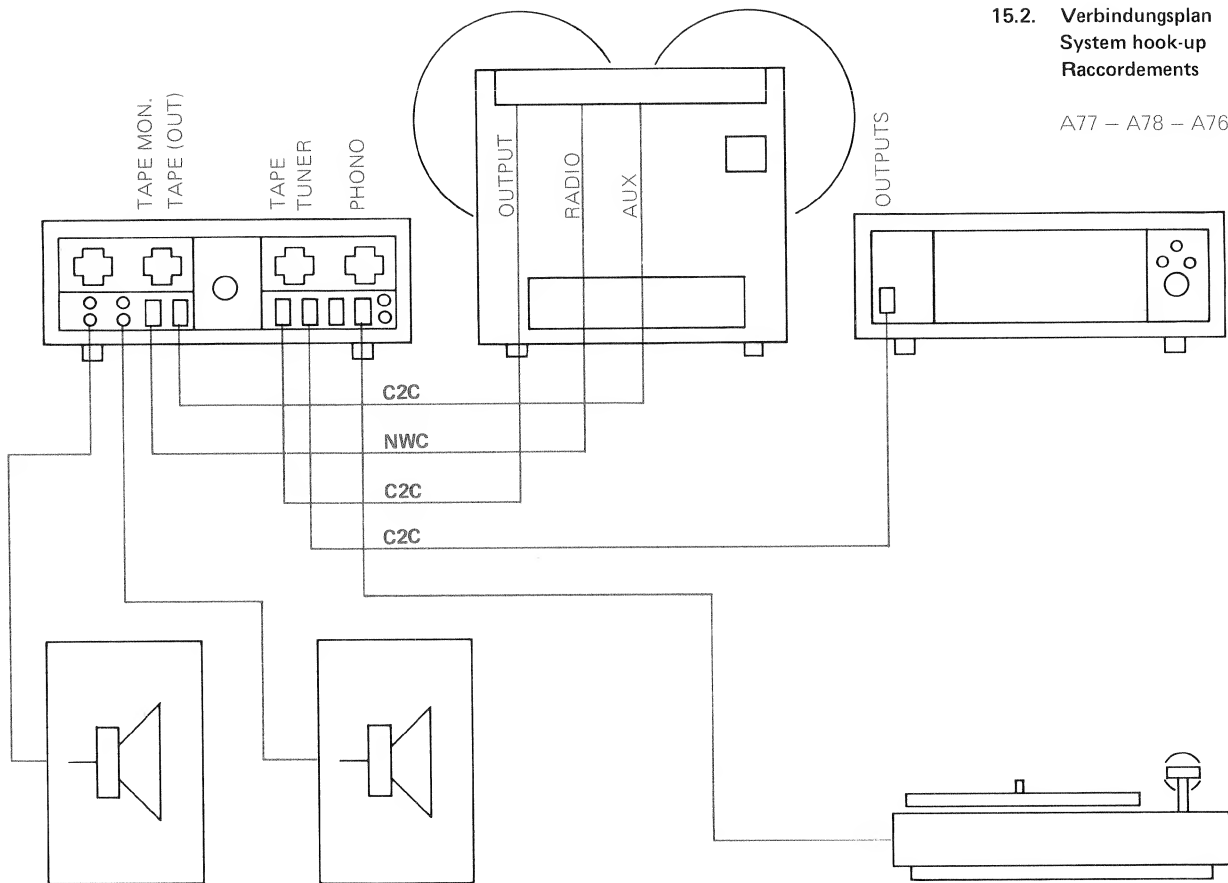 15.2. Verbindungsplan
System hook-up
Raccordements
A77 – A78 – A76
TAPE MON.
TAPE (OUT)
TAPE
TUNER
PHONO
OUTPUT
RADIO
AUX
OUTPUTS
C2C
NWC
C2C
C2C